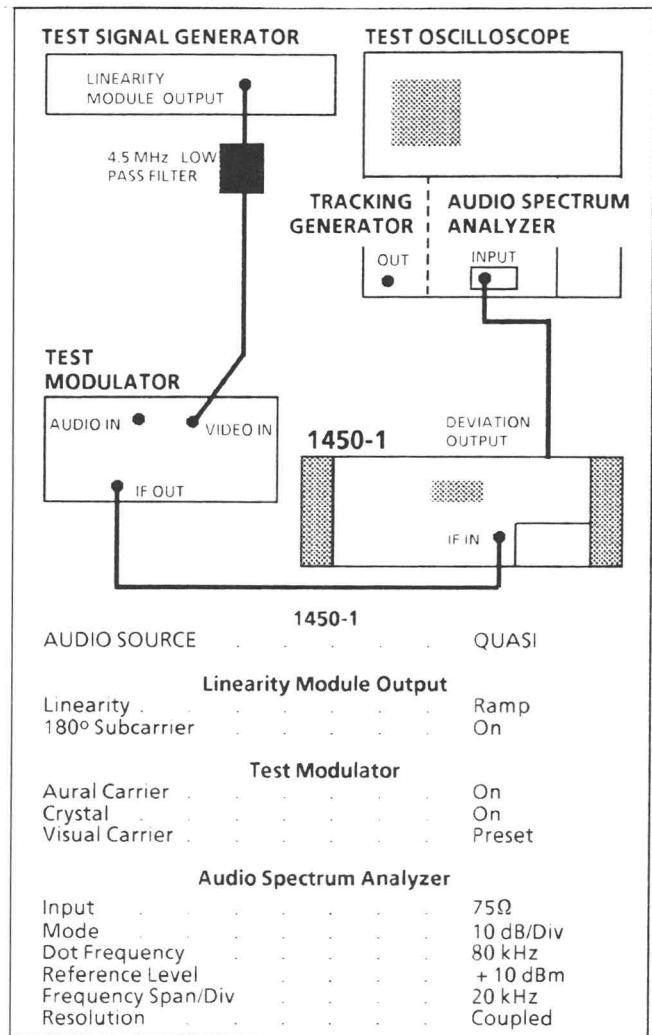 TEST SIGNAL GENERATOR
TEST OSCILLOSCOPE
LINEARITY
MODULE OUTPUT
4.5 MHz LOW
PASS FILTER
TRACKING
GENERATOR
AUDIO SPECTRUM
ANALYZER
OUT
INPUT
TEST
MODULATOR
AUDIO IN
VIDEO IN
IF OUT
1450-1
DEVIATION
OUTPUT
IF IN
1450-1
AUDIO SOURCE . . . . . QUASI
Linearity Module Output
Linearity . . . . . . Ramp
180º Subcarrier . . . . . On
Test Modulator
Aural Carrier . . . . . . On
Crystal . . . . . . On
Visual Carrier . . . . . . Preset
Audio Spectrum Analyzer
Input . . . . . . 75Ω
Mode . . . . . . 10 dB/Div
Dot Frequency . . . . . 80 kHz
Reference Level . . . . + 10 dBm
Frequency Span/Div . . . . 20 kHz
Resolution . . . . . Coupled